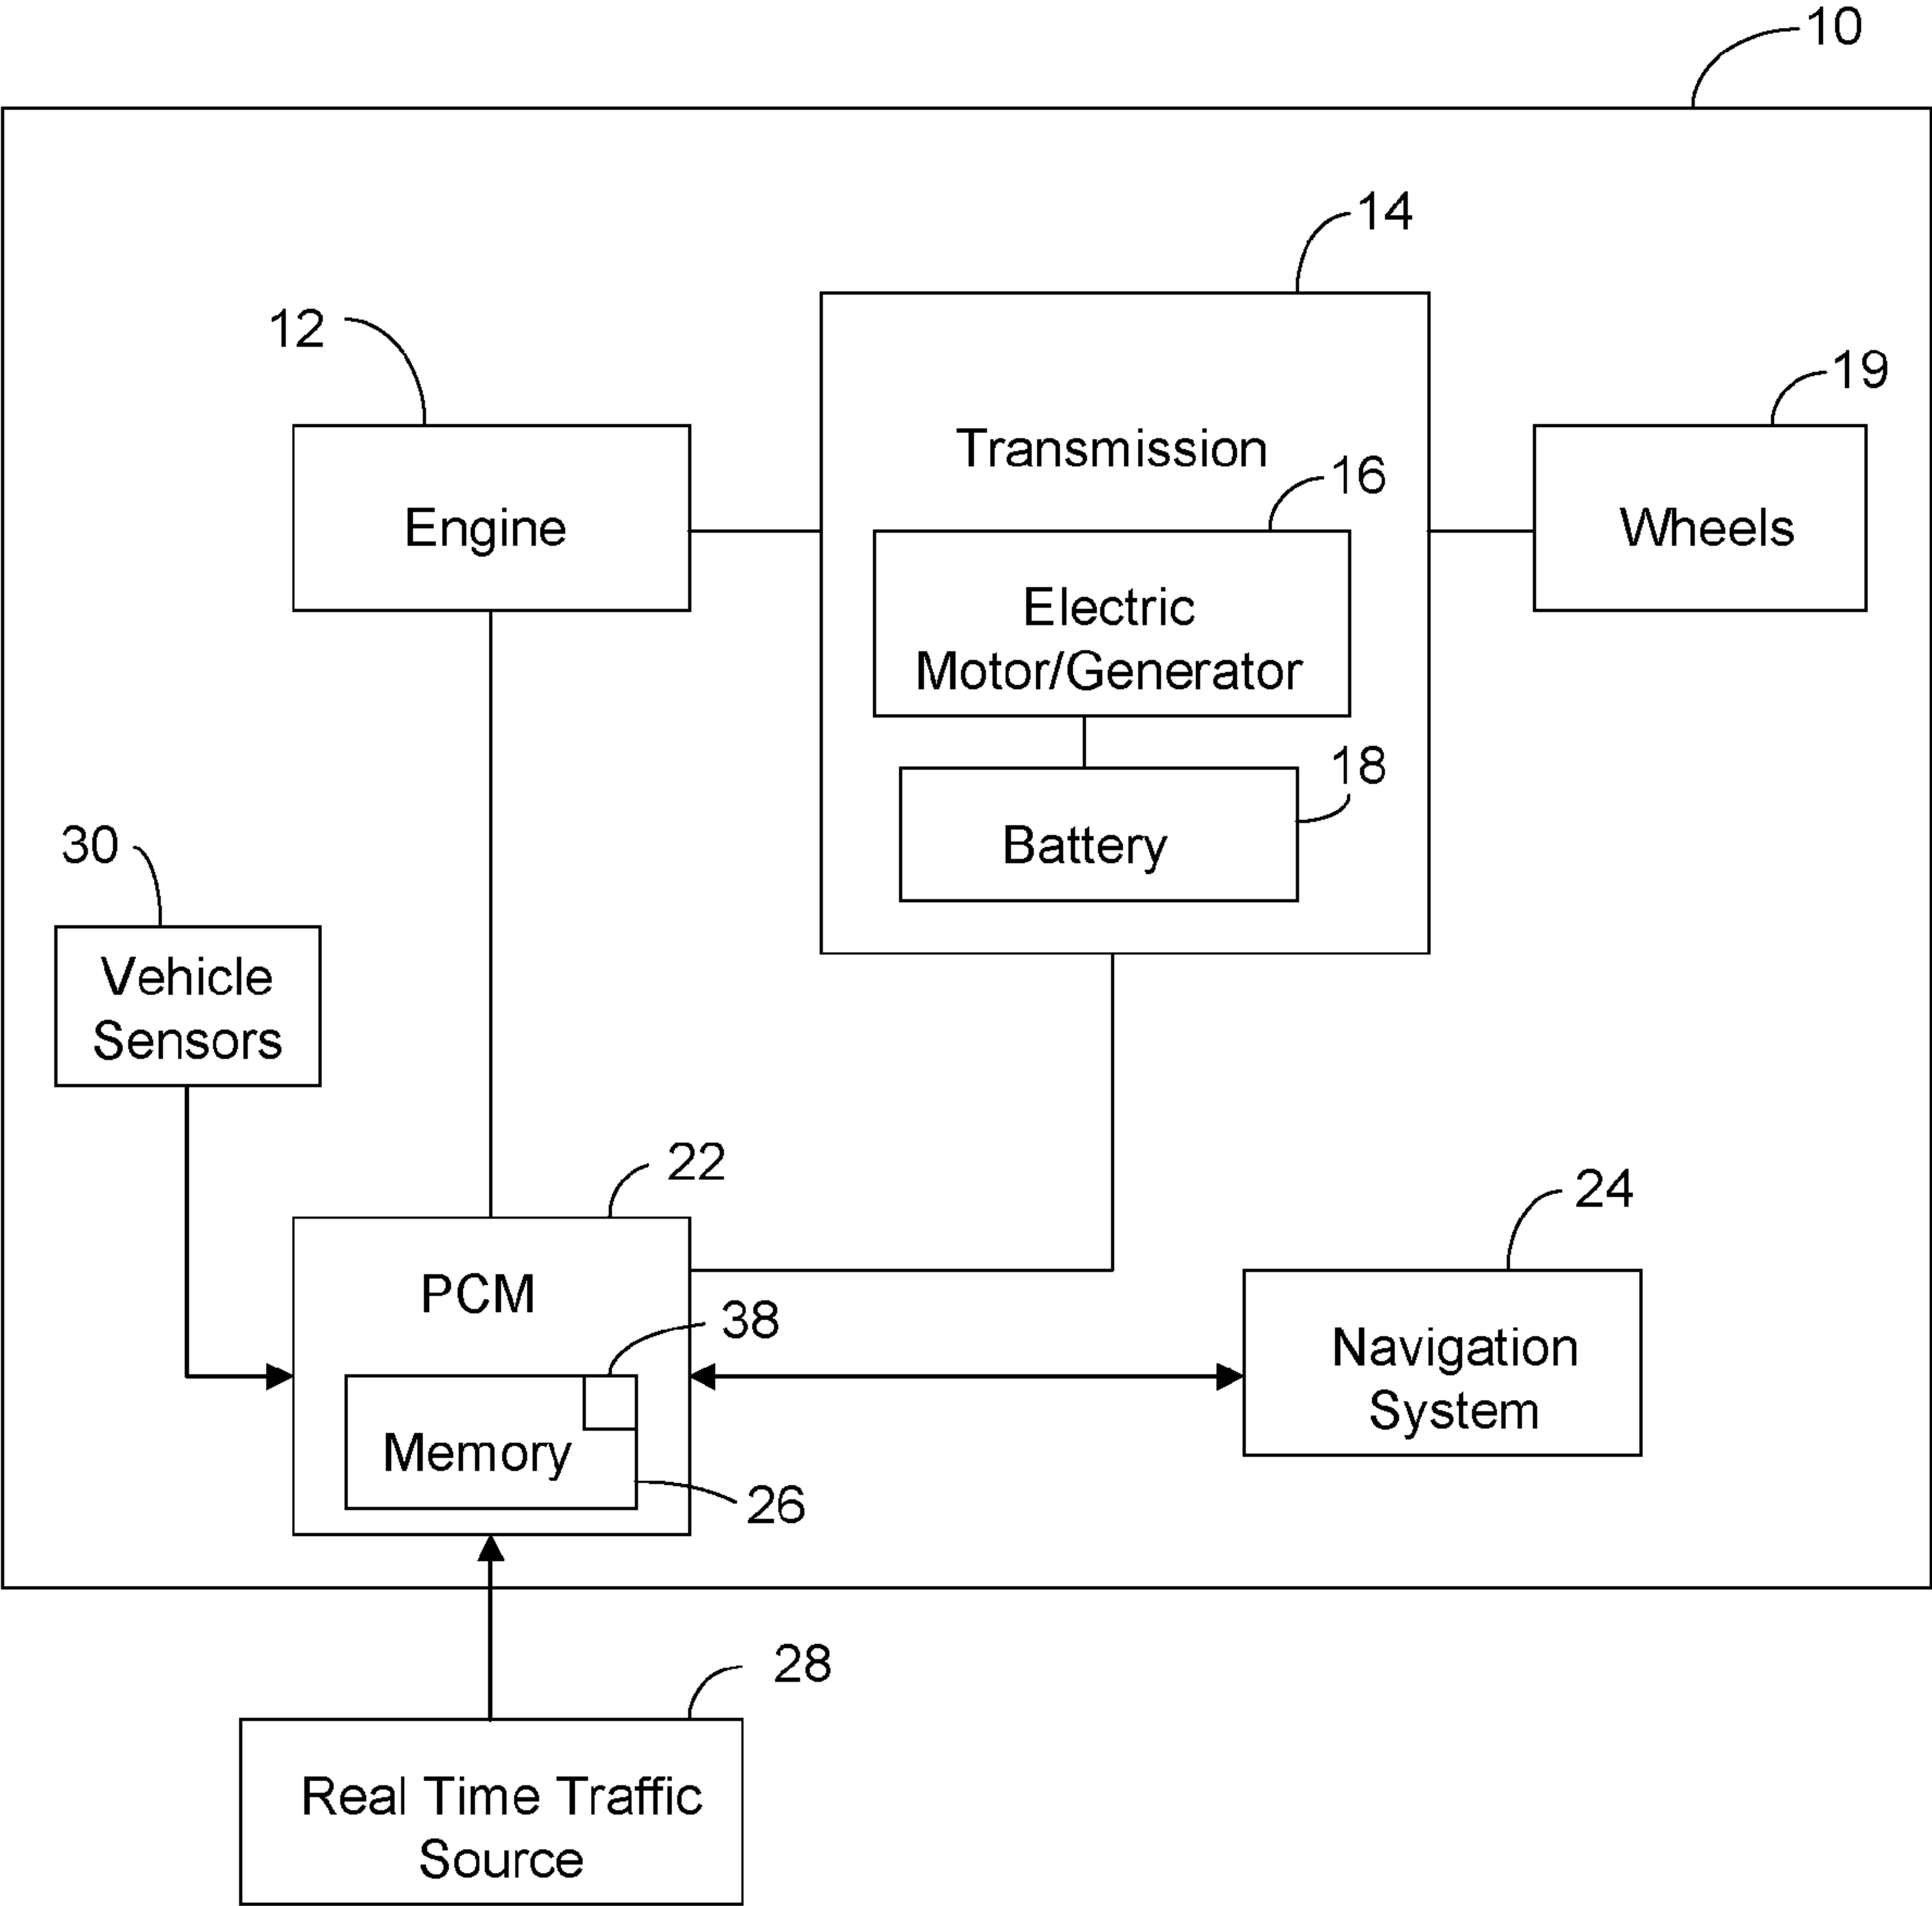 10
14
12
19
Transmission
16
Engine
Wheels
Electric
Motor/Generator
18
Battery
30
Vehicle
Sensors
22
24
PCM
38
Navigation
System
Memory
26
28
Real Time Traffic
Source